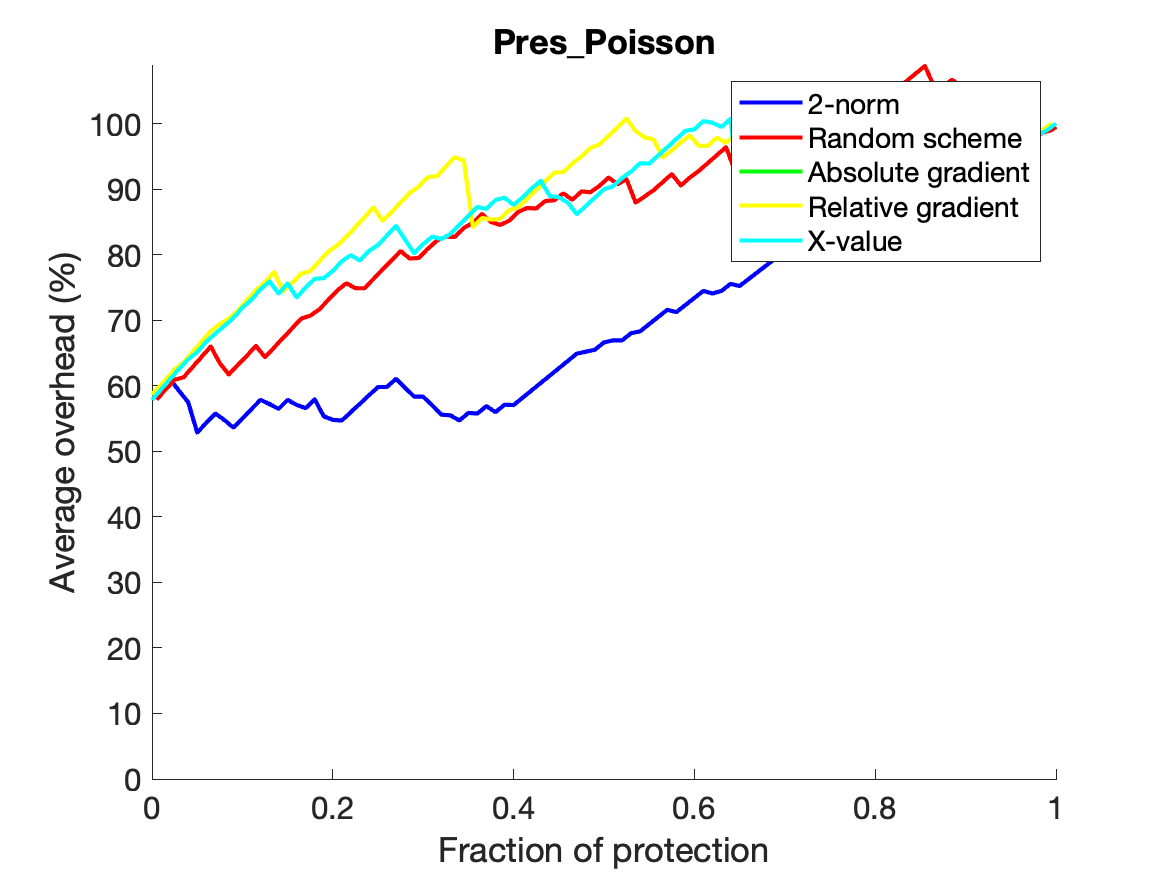 Pres_Poisson
100
90
80
70
60
50
40
30
20
10
0
Average overhead (%)
2-norm
Random scheme
Absolute gradient
Relative gradient
X-value
0 0.2 0.4 0.6 0.8 1
Fraction of protection